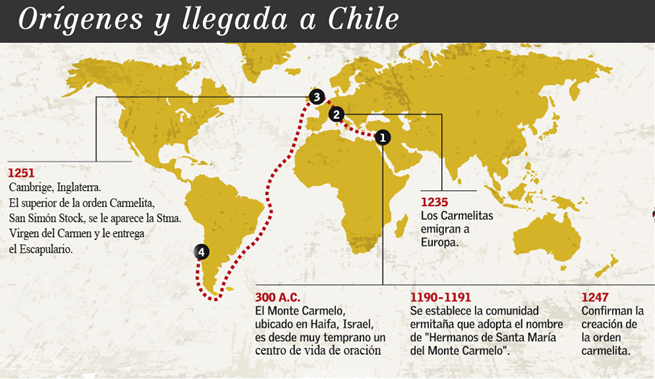 Orígenes y llegada a Chile
3
2
1
1251
Cambrige, Inglaterra.
El superior de la orden Carmelita,
San Simón Stock, se le aparece la Stma.
Virgen del Carmen y le entrega
el Escapulario.
1235
Los Carmelitas
emigran a
Europa.
4
300 A.C.
El Monte Carmelo,
ubicado en Haifa, Israel,
es desde muy temprano un
centro de vida de oración
1190-1191
Se establece la comunidad
ermitaña que adopta el nombre
de "Hermanos de Santa María
del Monte Carmelo".
1247
Confirman la
creación de
la orden
carmelita.